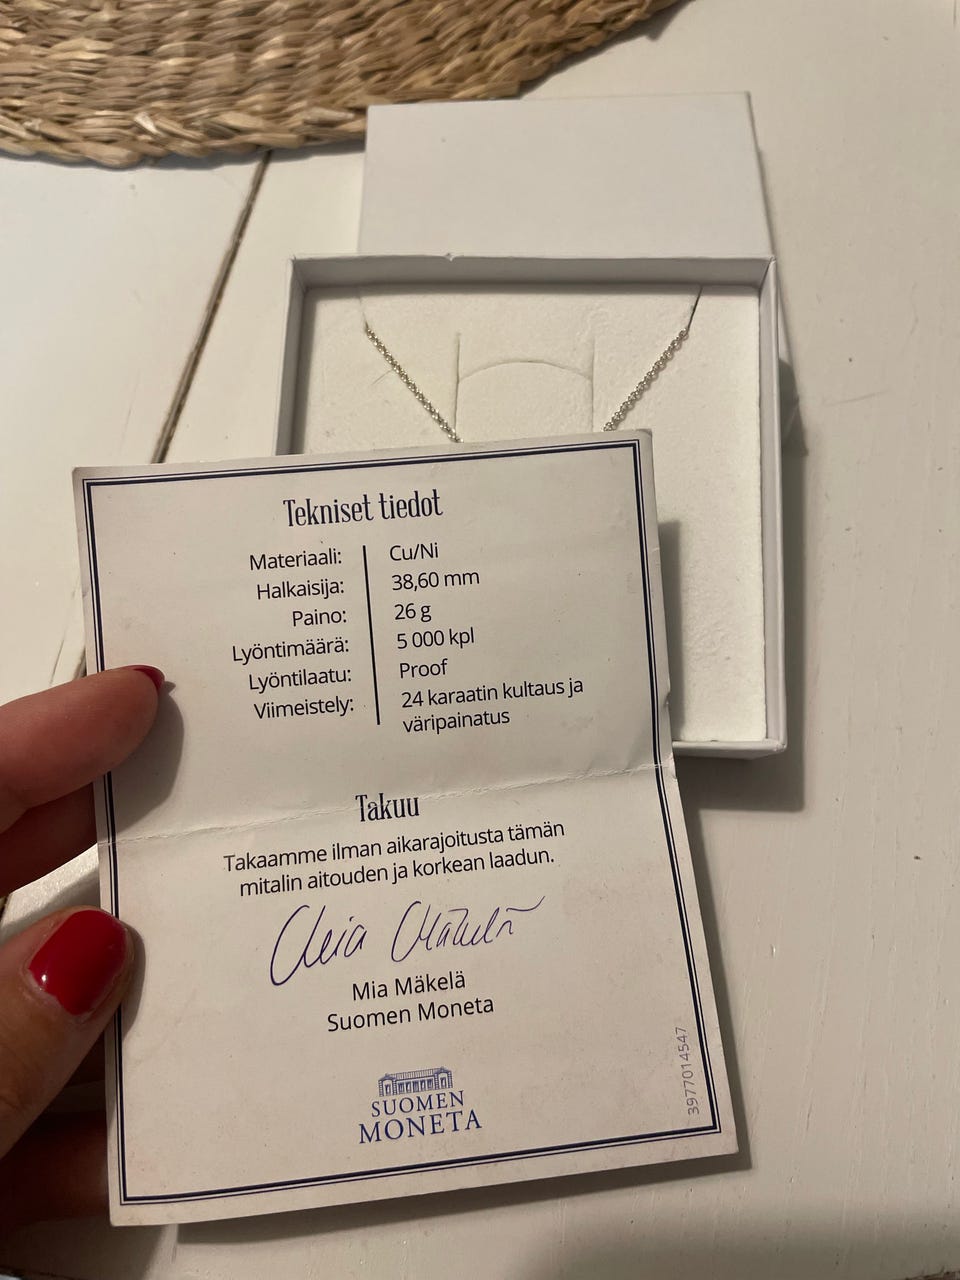 Tekniset tiedot
Materiaali: Cu/Ni
Halkaisija: 38,60 mm
Paino: 26 g
Lyöntimäärä: 5 000 kpl
Lyöntilaatu: Proof
Viimeistely: 24 karaatin kultaus ja
väripainatus
Takuu
Takaamme ilman aikarajoitusta tämän
mitalin aitouden ja korkean laadun.
Mia Mäkelä
Mia Mäkelä
Suomen Moneta
SUOMEN
MONETA
3977014547